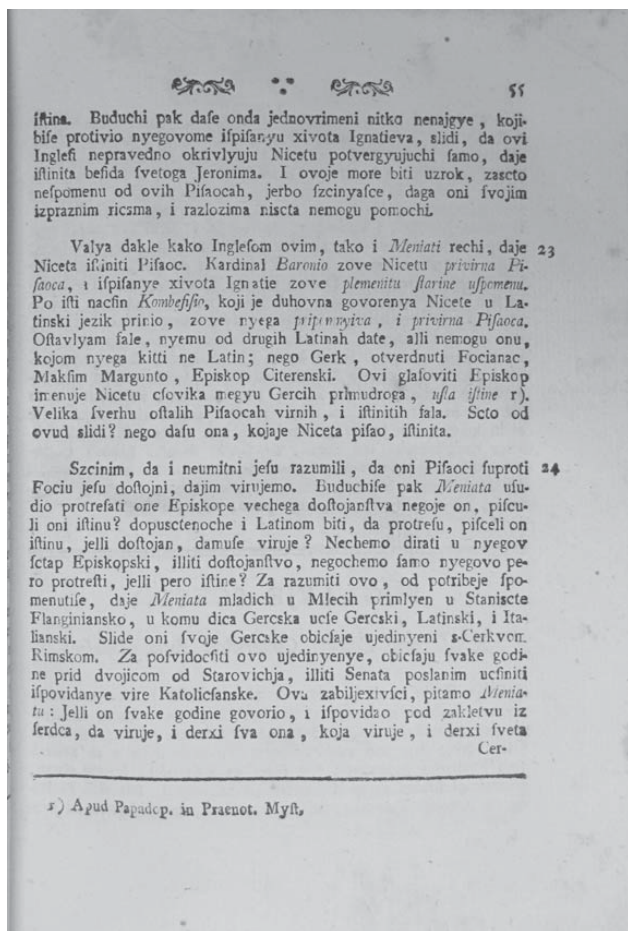 55
iſtina. Buduchi pak daſe onda jednovrimeni nitko nenajgye, koji-
biſe protivio nyegovome iſpiſanyu xivota Ignatieva, slidi, da ovi
Ingleſi nepravedno okrivlyuju Nicetu potvergyujuchi ſamo, daje
iſtinita beſida ſvetoga Jeronima. I ovoje more biti uzrok, zascto
neſpomenu od ovih Piſaocah, jerbo ſzcinyaſce, daga oni ſvojim
izpraznim ricsma, i razlozima niscta nemogu pomochi.
Valya dakle kako Ingleſom ovim, tako i Meniati rechi, daje 23
Niceta iſtiniti Piſaoc. Kardinal Baronio zove Nicetu privirna Pi-
ſaoca, i iſpiſanye xivota Ignatie zove plemenitu ſtarine uſpomenu.
Po iſti nacſin Kombefiſio, koji je duhovna govorenya Nicete u La-
tinski jezik prinio, zove nyega, i privirna Piſaoca.
Oſtavlyam fale, nyemu od drugih Latinah date, alli nemogu onu,
kojom nyega kitti ne Latin; nego Gerk, otverdnuti Focianac,
Makſim Margunto, Episkop Citerenski. Ovi glaſoviti Episkop
imenuje Nicetu cſovika megyu Gercih primudroga, uſta iſtine r).
Velika ſverhu oſtalih Piſaocah virnih, i iſtinitih fala. Scto od
ovud slidi? nego daſu ona, kojaje Niceta piſao, iſtinita.
Szcinim, da i neumitni jeſu razumili, da oni Piſaoci ſuproti 24
Fociu jeſu doſtojni, dajim virujemo. Buduchiſe pak Meniata uſu-
dio protreſati one Episkope vechega doſtojanſtva negoje on, piſcu-
li oni iſtinu? dopusctenoche i Latinom biti, da protreſu, piſceli on
iſtinu, jelli doſtojan, damuſe viruje? Nechemo dirati u nyegov
ſctap Episkopski, illiti doſtojanſtvo, negochemo ſamo nyegovo pe-
ro protreſti, jelli pero iſtine? Za razumiti ovo, od potribeje ſpo-
menutiſe, daje Meniata mladich u Mlecih primlyen u Staniscte
Flanginiansko, u komu dica Gercska ucſe Gercski, Latinski, i Ita-
lianski. Slide oni ſvoje Gercske obicſaje ujedinyeni s-Cerkvom
Rimskom. Za poſvidocſiti ovo ujedinyenye, obicſaju ſvake godi-
ne prid dvojicom od Starovichja, illiti Senata poslanim ucſiniti
iſpovidanye vire Katolicſanske. Ova zabiljexivſci, pitamo Menia-
tu: Jelli on ſvake godine govorio, i iſpovidao pod zakletvu iz
ſerdca, da viruje, i derxi ſva ona, koja viruje, i derxi ſveta
Cer-
r) Apud Papadop. in Praenot. Myſt.